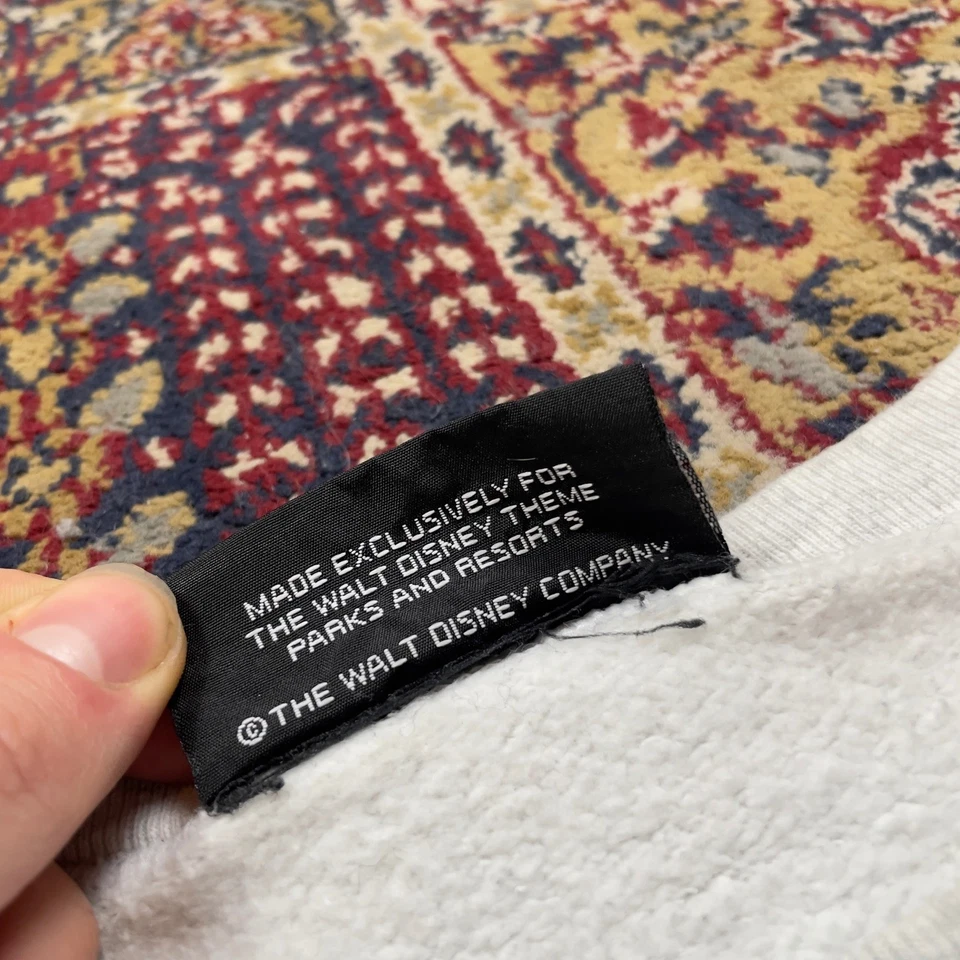 MADE EXCLUSIVELY FOR
THE WALT DISNEY THEME
PARKS AND RESORTS
© THE WALT DISNEY COMPANY